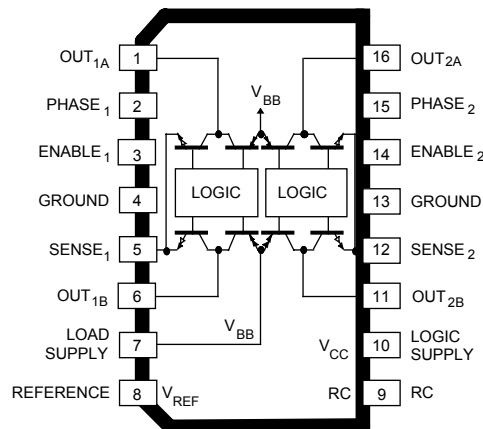 OUT1A 1 16 OUT2A
PHASE1 2 VBB 15 PHASE2
ENABLE1 3 14 ENABLE2
GROUND 4 LOGIC LOGIC 13 GROUND
SENSE1 5 12 SENSE2
OUT1B 6 11 OUT2B
LOAD SUPPLY 7 VBB VCC 10 LOGIC SUPPLY
REFERENCE 8 VREF RC 9 RC